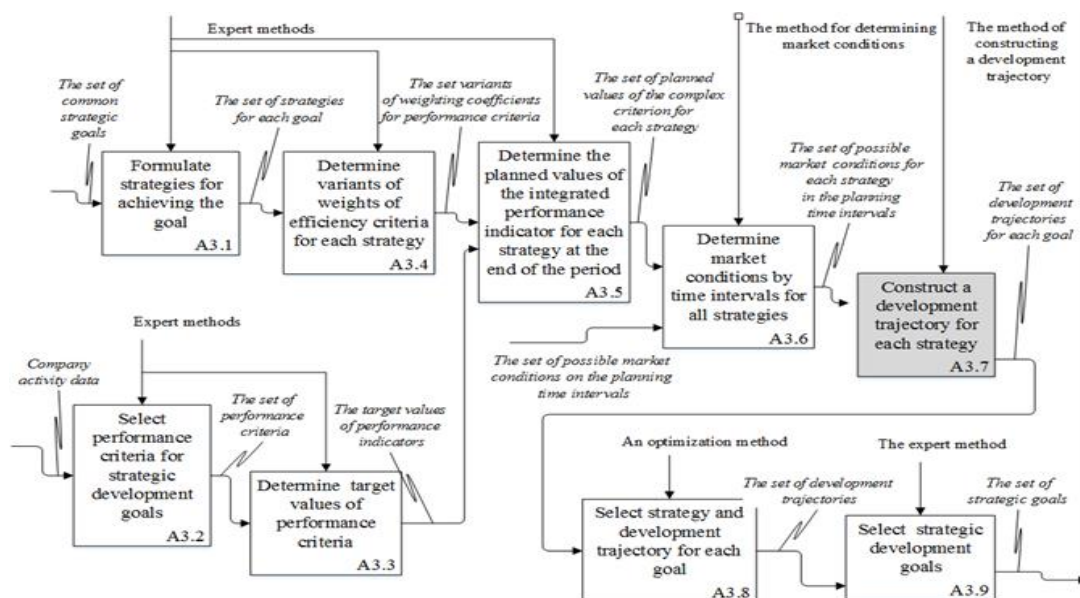 Expert methods
The method for determining
market conditions
The method of
constructing
a development
trajectory
The set of
common
strategic
goals
The set of strategies
for each goal
The set variants
of weighting coefficients
for performance criteria
The set of planned
values of the complex
criterion for
each strategy
The set of possible
market conditions for
each strategy
in the planning
time intervals
The set of
development
trajectories
for each goal
Formulate
strategies for
achieving the
goal
A3.1
Determine
variants of
weights of
efficiency criteria
for each strategy
A3.4
Determine the
planned values of
the integrated
performance
indicator for each
strategy at the
end of the period
A3.5
Determine
market
conditions by
time intervals for
all strategies
A3.6
Construct a
development
trajectory for
each strategy
A3.7
Expert methods
Company
activity data
The set of
performance
criteria
The target values
of performance
indicators
The set of possible market
conditions on the planning
time intervals
Select
performance
criteria for
strategic
development
goals
A3.2
Determine target
values of
performance
criteria
A3.3
An optimization method
The expert method
The set of development
trajectories
The set of
strategic goals
Select strategy and
development
trajectory for each
goal
A3.8
Select strategic
development
goals
A3.9